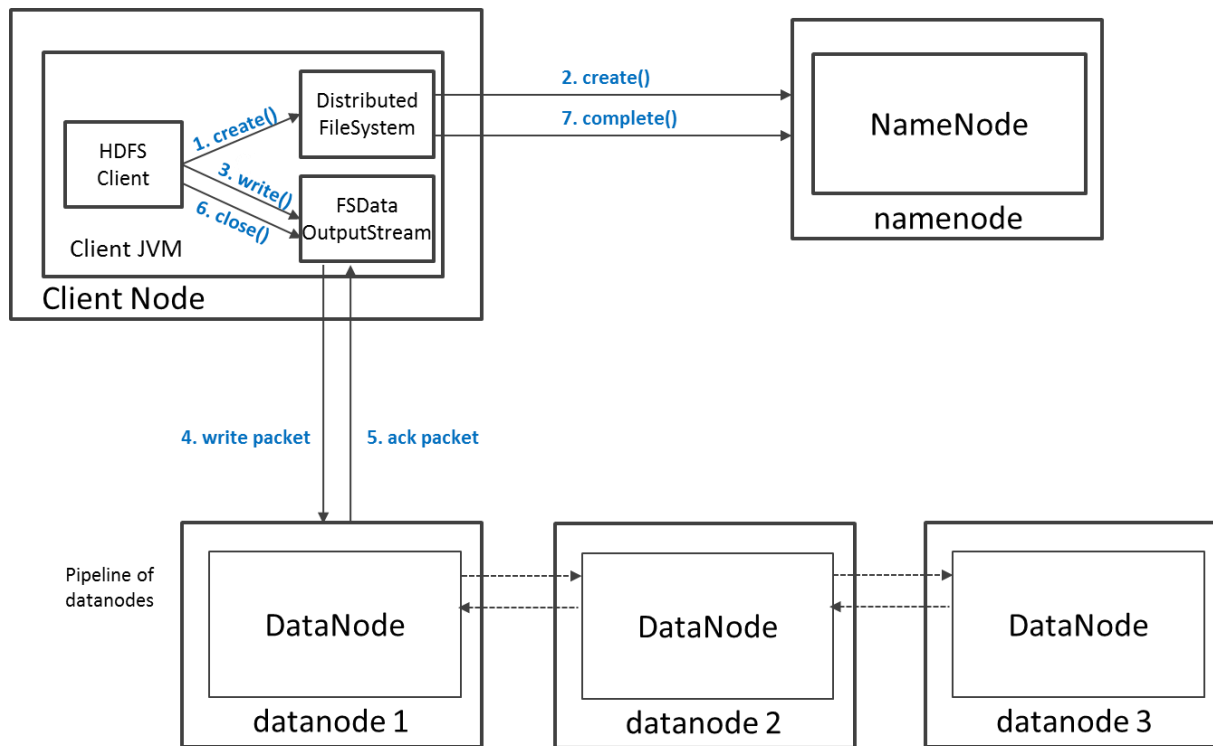 Distributed
FileSystem
1. create()
2. create()
7. complete()
NameNode
namenode
HDFS
Client
3. write()
6. close()
FSData
OutputStream
Client JVM
Client Node
4. write packet
5. ack packet
Pipeline of
datanodes
DataNode
datanode 1
DataNode
datanode 2
DataNode
datanode 3